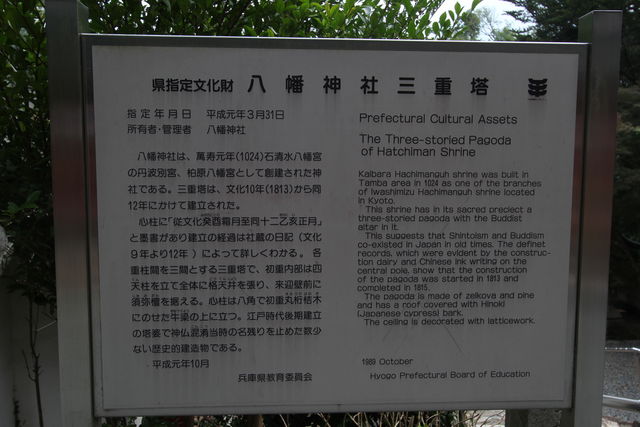 県指定文化財 八幡神社三重塔
指定年月日 平成元年3月31日
所有者・管理者 八幡神社
八幡神社は、萬寿元年(1024)石清水八幡宮
の丹波別宮、柏原八幡宮として創建された神
社である。三重塔は、文化10年(1813)から同
12年にかけて建立された。
心柱に「従文化癸酉霜月至同十二乙亥正月」
と墨書があり建立の経過は社蔵の日記(文化
9年より12年)によって詳しくわかる。各
重柱間を三間とする三重塔で、初重内部は四
天柱を立て全体に格天井を張り、来迎壁前に
須弥壇を据える。心柱は八角で初重丸桁桔木
にのせた牛梁の上に立つ。江戸時代後期建立
の塔婆で神仏混淆当時の名残りを止めた数少
ない歴史的建造物である。
平成元年10月
兵庫県教育委員会
Prefectural Cultural Assets
The Three-storied Pagoda
of Hatchiman Shrine
Kaibara Hachimanguh shrine was built in
Tamba area in 1024 as one of the branches
of Iwashimizu Hachimanguh shrine located
in Kyoto.
This shrine has in its sacred preclect a
three-storied pagoda with the Buddist
altar in it.
This suggests that Shintoism and Buddism
co-existed in Japan in old times. The definet
records, which were evident by the construc-
tion dairy and Chinese ink writing on the
central pole, show that the construction
of the pagoda was started in 1813 and
completed in 1815.
The pagoda is made of zelkova and pine
and has a roof covered with Hinoki
(Japanese cypress) bark.
The ceiling is decorated with latticework.
1989 October
Hyogo Prefectural Board of Education